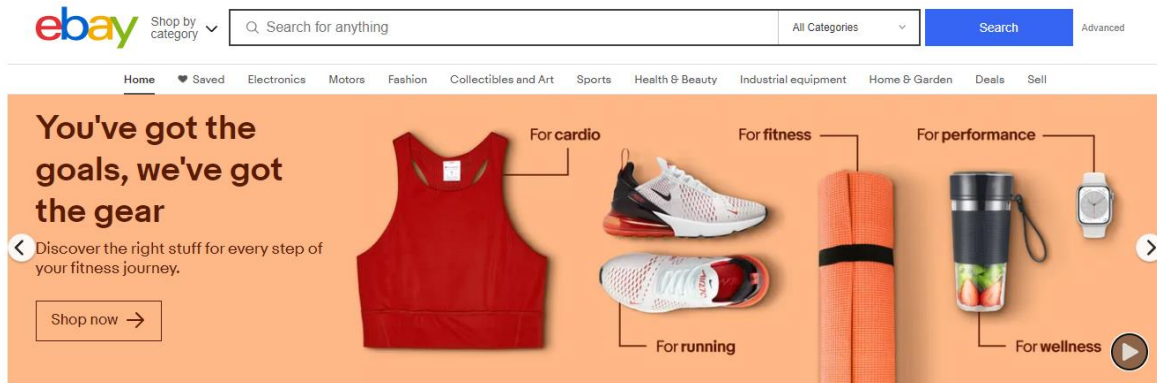 ebay
Shop by
category
Search for anything
All Categories
Search
Advanced
Home
Saved
Electronics
Motors
Fashion
Collectibles and Art
Sports
Health & Beauty
Industrial equipment
Home & Garden
Deals
Sell
You've got the
goals, we've got
the gear
Discover the right stuff for every step of
your fitness journey.
Shop now
For cardio
For fitness
For performance
For running
For wellness